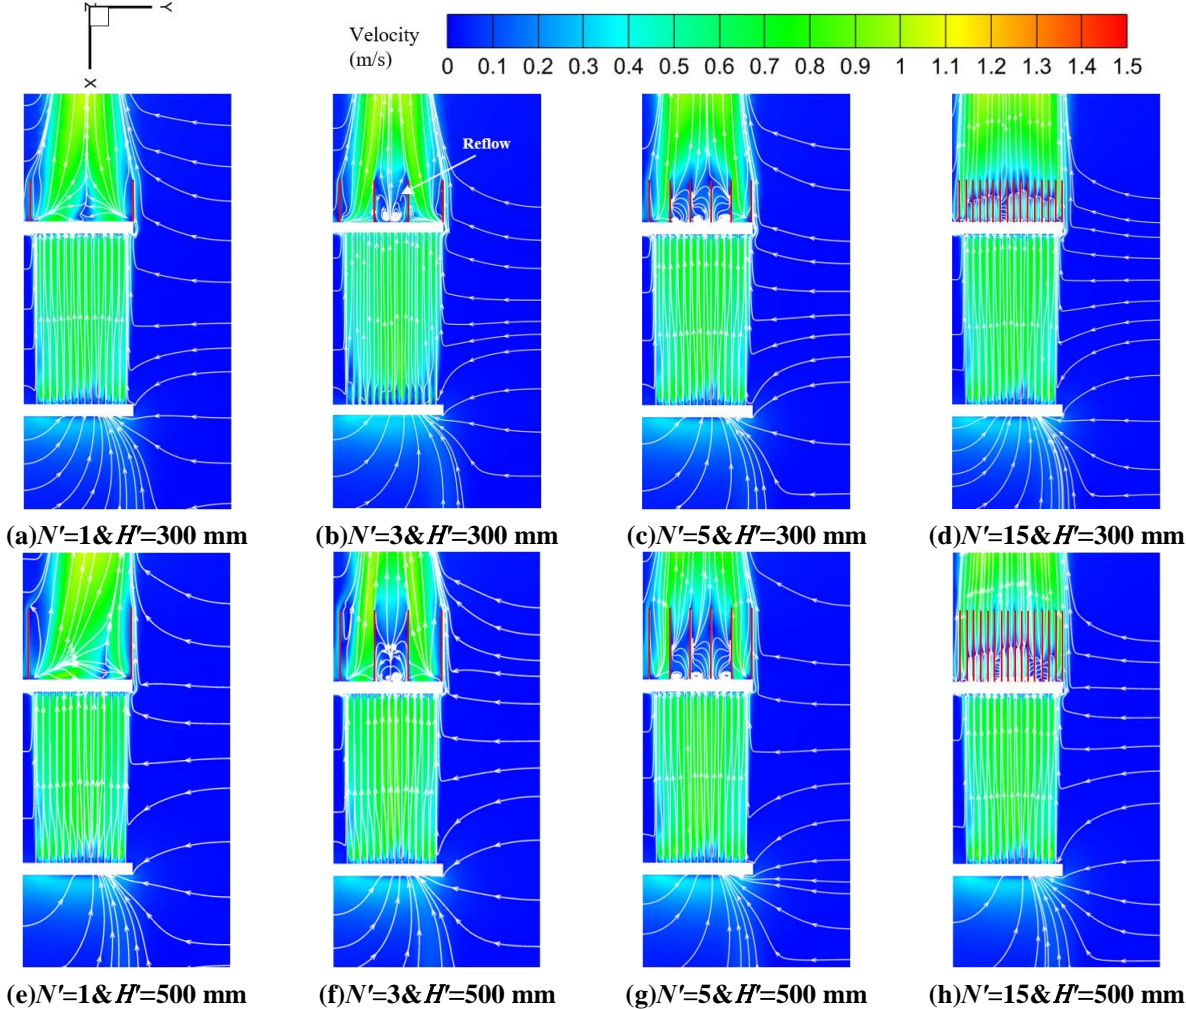 Z Y
X
Velocity
(m/s)
0 0.1 0.2 0.3 0.4 0.5 0.6 0.7 0.8 0.9 1 1.1 1.2 1.3 1.4 1.5
Reflow
(a)N'=1&H'=300 mm (b)N'=3&H'=300 mm (c)N'=5&H'=300 mm (d)N'=15&H'=300 mm
(e)N'=1&H'=500 mm (f)N'=3&H'=500 mm (g)N'=5&H'=500 mm (h)N'=15&H'=500 mm